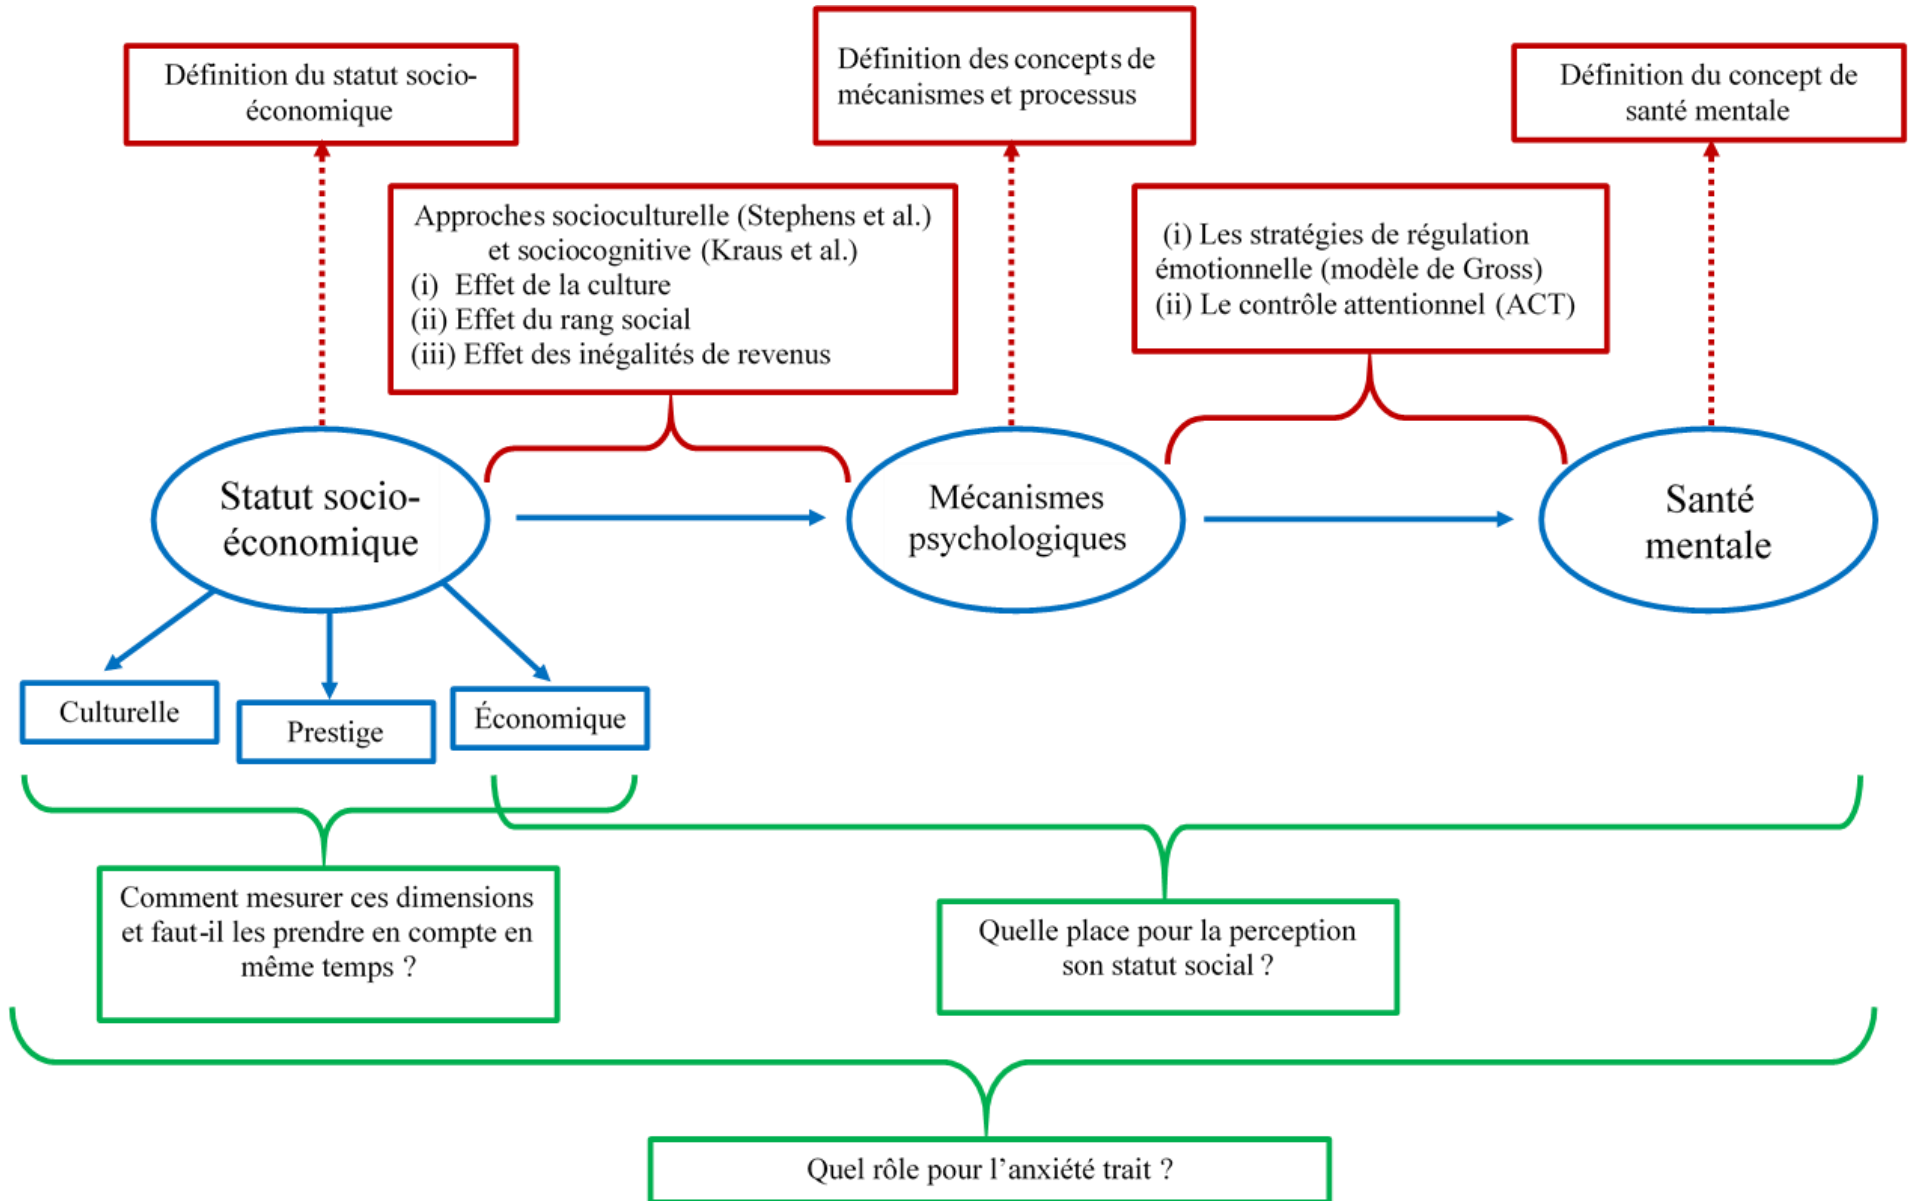 Définition du statut socio-
économique
Définition des concepts de
mécanismes et processus
Définition du concept de
santé mentale
Approches socioculturelle (Stephens et al.)
et sociocognitive (Kraus et al.)
(i) Effet de la culture
(ii) Effet du rang social
(iii) Effet des inégalités de revenus
(i) Les stratégies de régulation
émotionnelle (modèle de Gross)
(ii) Le contrôle attentionnel (ACT)
Statut socio-
économique
Mécanismes
psychologiques
Santé
mentale
Culturelle
Prestige
Économique
Comment mesurer ces dimensions
et faut-il les prendre en compte en
même temps ?
Quelle place pour la perception
son statut social ?
Quel rôle pour l’anxiété trait ?